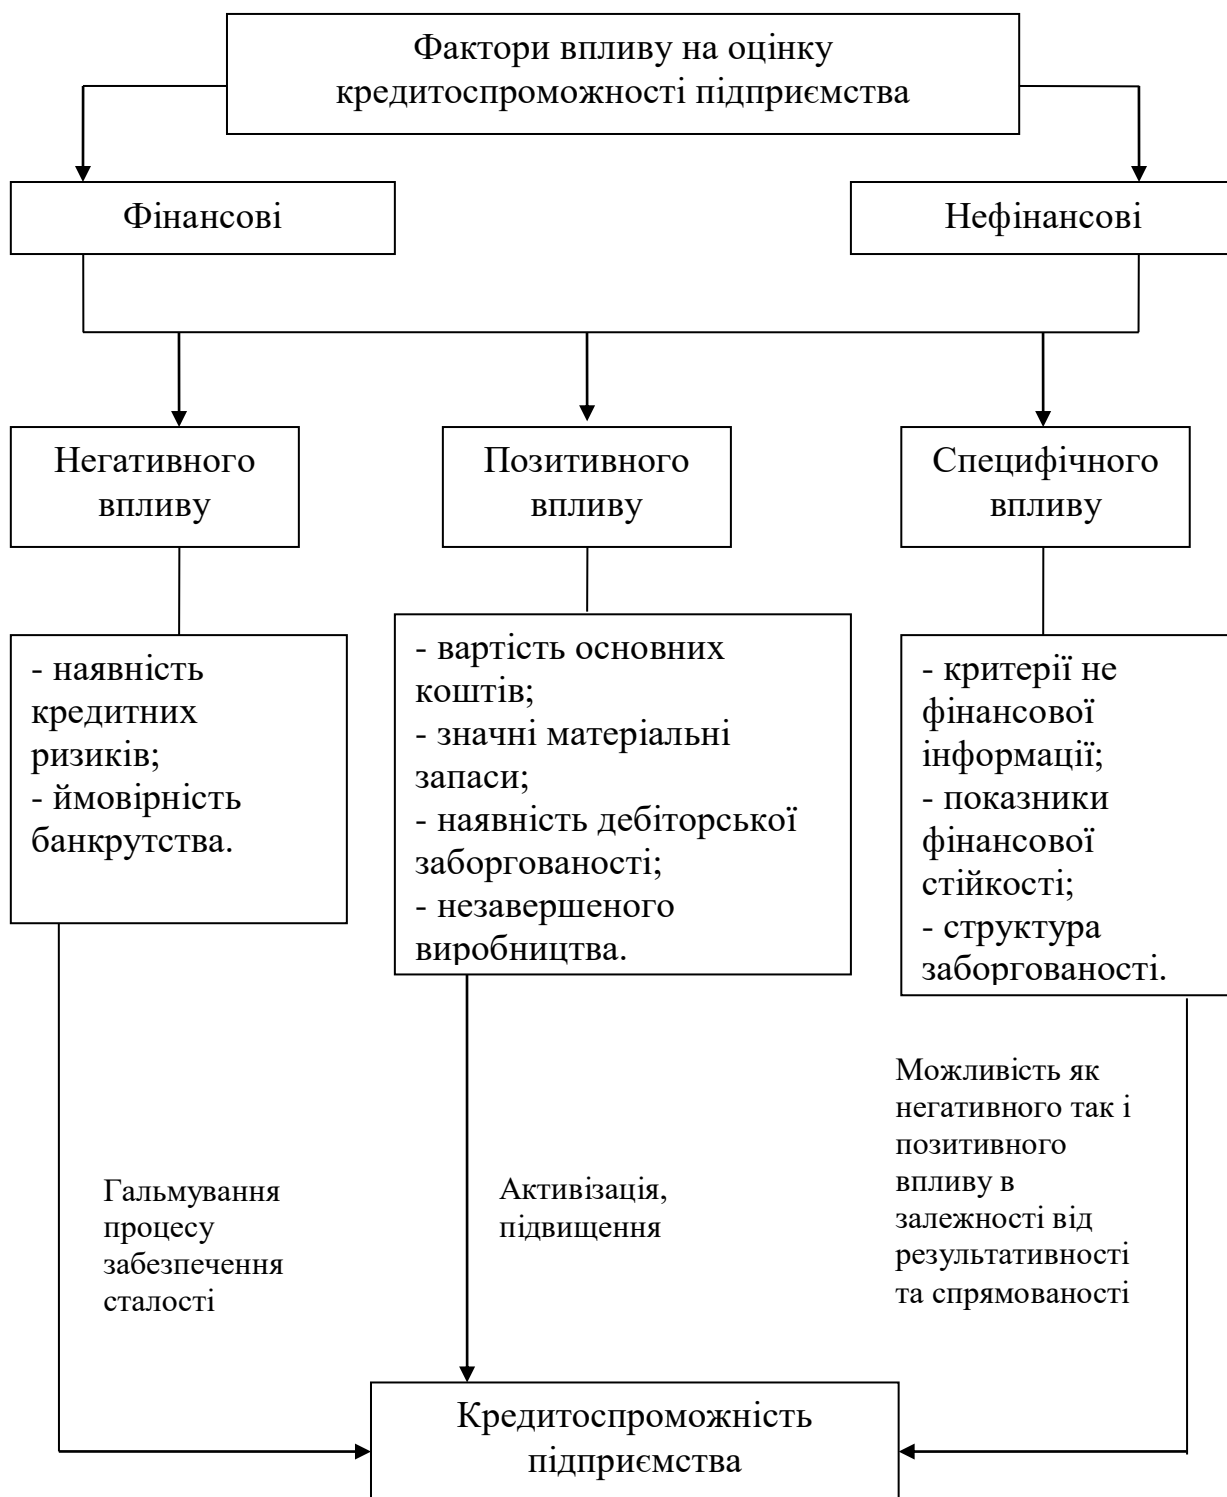 Фактори впливу на оцінку
кредитоспроможності підприємства
Фінансові
Нефінансові
Негативного
впливу
Позитивного
впливу
Специфічного
впливу
- наявність
кредитних
ризиків;
- ймовірність
банкрутства.
- вартість основних
коштів;
- значні матеріальні
запаси;
- наявність дебіторської
заборгованості;
- незавершеного
виробництва.
- критерії не
фінансової
інформації;
- показники
фінансової
стійкості;
- структура
заборгованості.
Гальмування
процесу
забезпечення
сталості
Активізація,
підвищення
Можливість як
негативного так і
позитивного
впливу в
залежності від
результативності
та спрямованості
Кредитоспроможність
підприємства